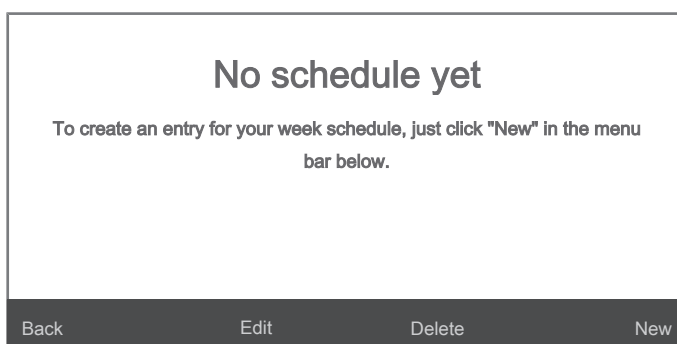 No schedule yet
To create an entry for your week schedule, just click "New" in the menu
bar below.
Back Edit Delete New